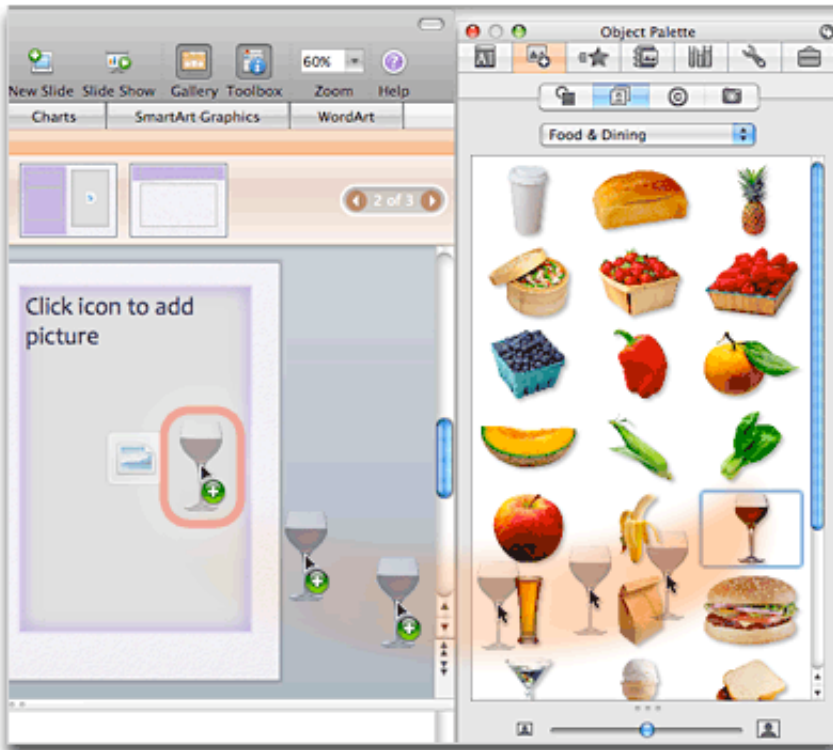 Object Palette
60%
New Slide Slide Show Gallery Toolbox Zoom Help
Charts SmartArt Graphics WordArt
Food & Dining
2 of 3
Click icon to add
picture